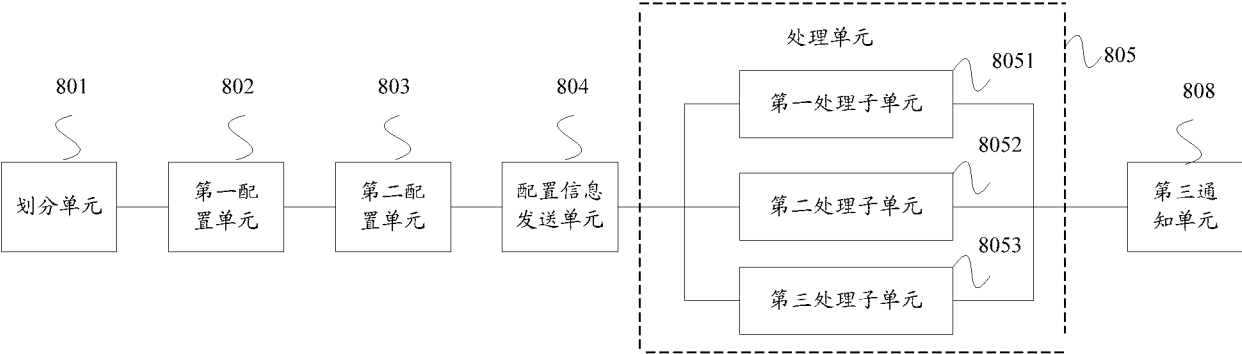 处理单元
805
8051
801
802
803
804
第一处理子单元
808
8052
划分单元
第一配
置单元
第二配
置单元
配置信息
发送单元
第二处理子单元
第三通
知单元
8053
第三处理子单元